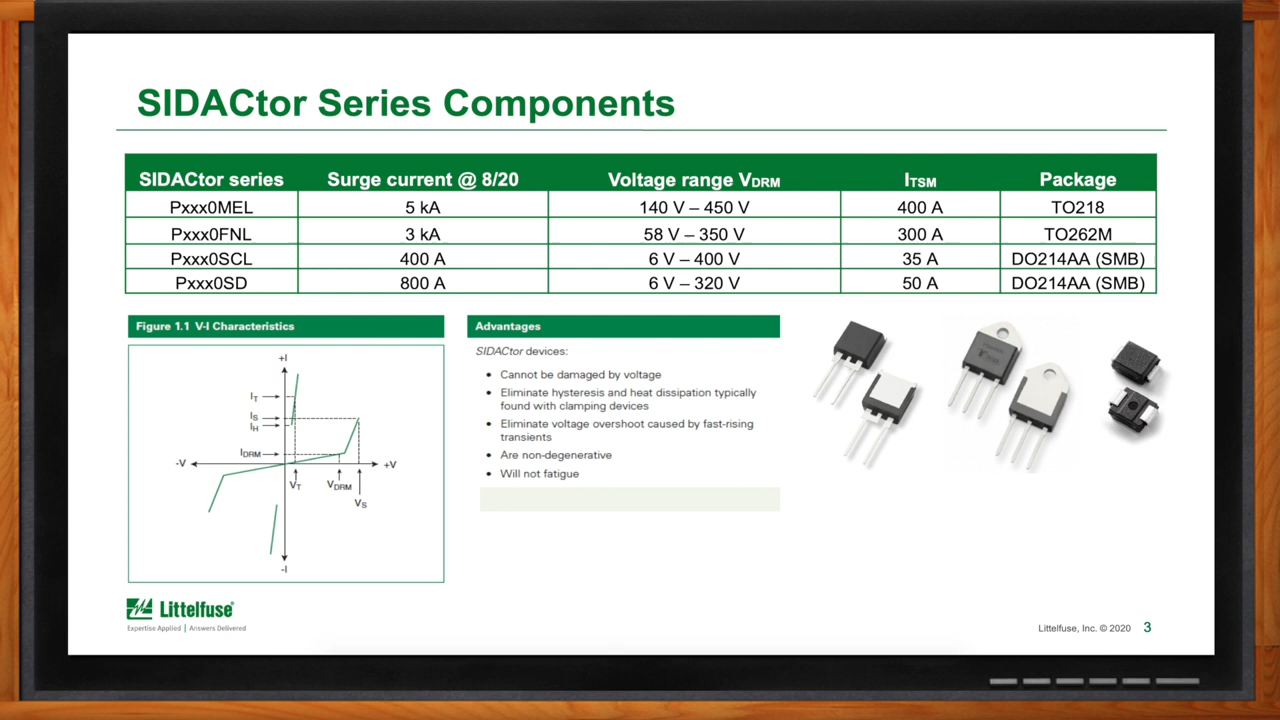 SIDACtor Series Components
SIDACtor series Surge current @ 8/20 Voltage range VDRM ITSM Package
Pxxx0MEL 5 kA 140 V – 450 V 400 A TO218
Pxxx0FNL 3 kA 58 V – 350 V 300 A TO262M
Pxxx0SCL 400 A 6 V – 400 V 35 A DO214AA (SMB)
Pxxx0SD 800 A 6 V – 320 V 50 A DO214AA (SMB)
Figure 1.1 V-I Characteristics
+I
IT
IS
IH
IDRM
-V
+V
VT
VDRM
VS
-I
Advantages
SIDACtor devices:
• Cannot be damaged by voltage
• Eliminate hysteresis and heat dissipation typically
found with clamping devices
• Eliminate voltage overshoot caused by fast-rising
transients
• Are non-degenerative
• Will not fatigue
Littelfuse®
Expertise Applied | Answers Delivered
Littelfuse, Inc. © 2020 3